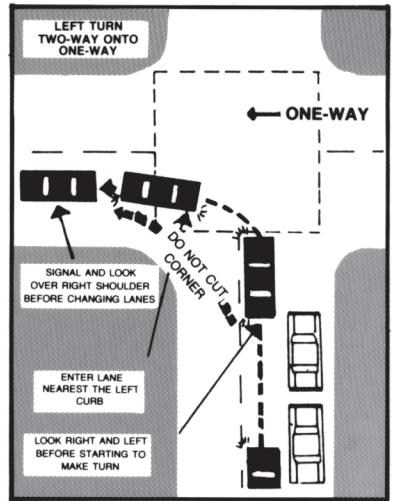 LEFT TURN
TWO-WAY ONTO
ONE-WAY
ONE-WAY
DO NOT CUT
CORNER
SIGNAL AND LOOK
OVER RIGHT SHOULDER
BEFORE CHANGING LANES
ENTER LANE
NEAREST THE LEFT
CURB
LOOK RIGHT AND LEFT
BEFORE STARTING TO
MAKE TURN